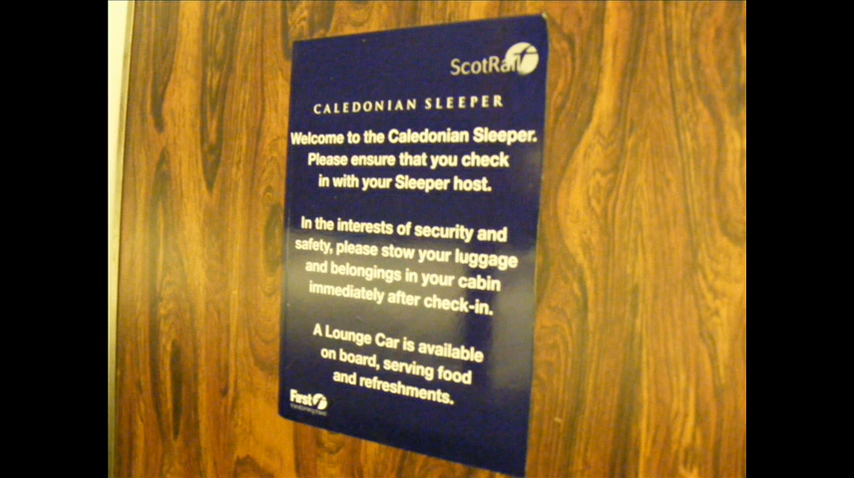 ScotRail
CALEDONIAN SLEEPER
Welcome to the Caledonian Sleeper.
Please ensure that you check
in with your Sleeper host.
In the interests of security and
safety, please stow your luggage
and belongings in your cabin
immediately after check-in.
A Lounge Car is available
on board, serving food
and refreshments.
First